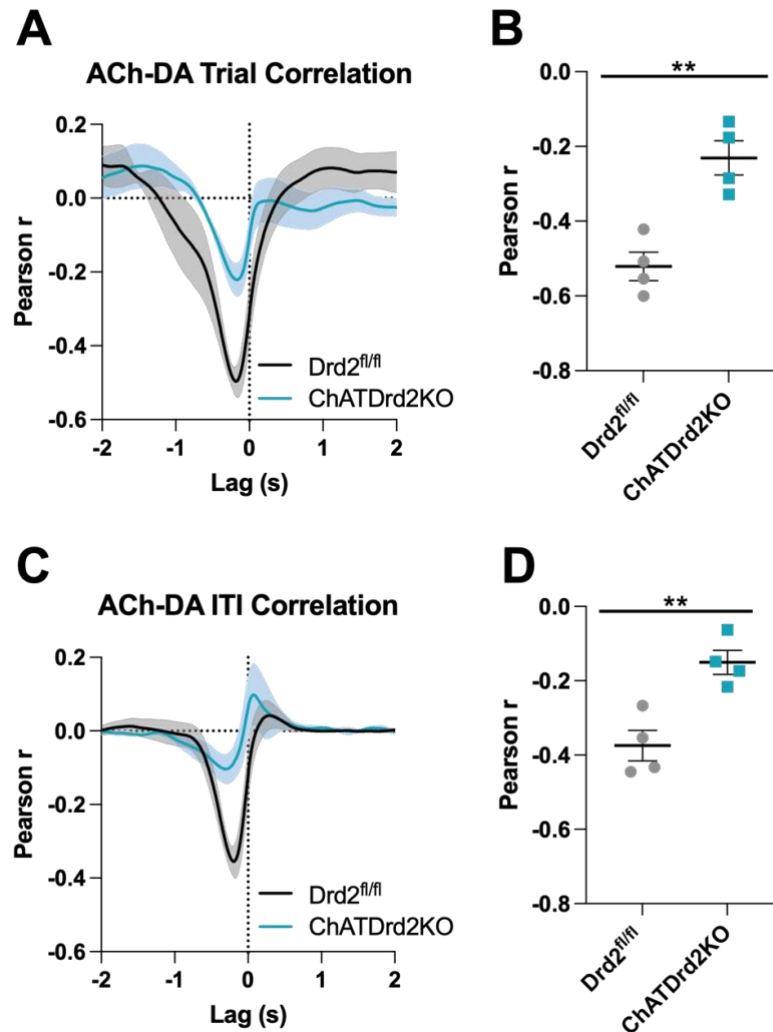 A
ACh-DA Trial Correlation
0.2
0.0
-0.2
-0.4
-0.6
Pearson r
-2
-1
0
1
2
Lag (s)
Drd2fl/fl
ChATDrd2KO
B
**
0.0
-0.2
-0.4
-0.6
-0.8
Pearson r
Drd2fl/fl
ChATDrd2KO
C
ACh-DA ITI Correlation
0.2
0.0
-0.2
-0.4
-0.6
Pearson r
-2
-1
0
1
2
Lag (s)
Drd2fl/fl
ChATDrd2KO
D
**
0.0
-0.2
-0.4
-0.6
-0.8
Pearson r
Drd2fl/fl
ChATDrd2KO